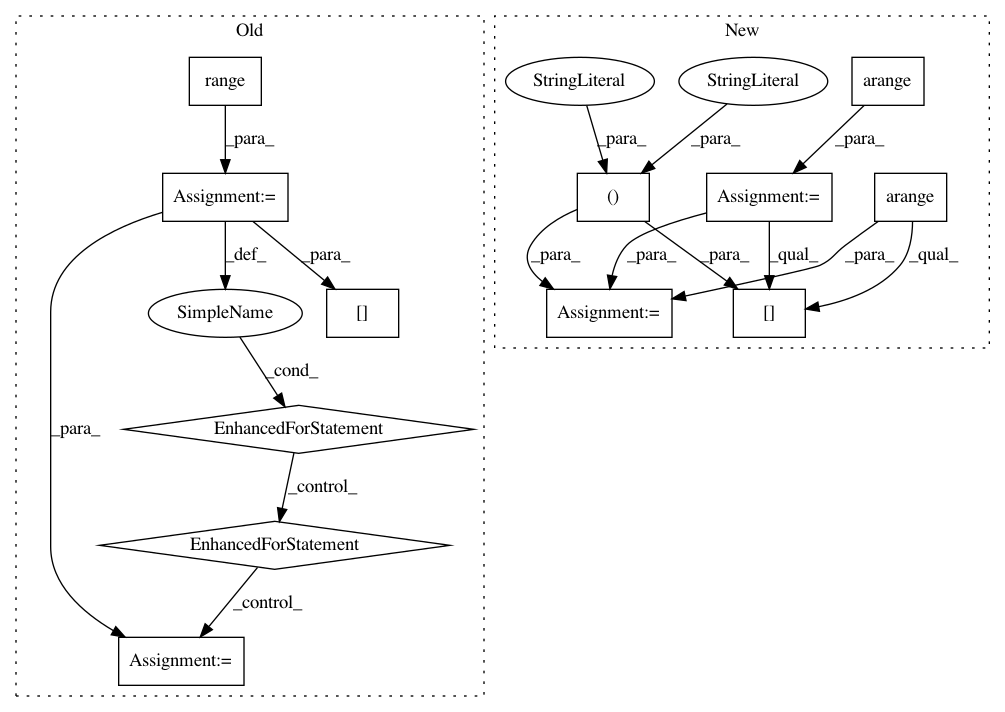 Old
New
range
StringLiteral
StringLiteral
arange
_para_
_para_
_para_
_para_
Assignment:=
()
Assignment:=
arange
_def_
_para_
_para_
_para_
_para_
_qual_
_para_
_qual_
SimpleName
[]
Assignment:=
[]
_cond_
_para_
EnhancedForStatement
_control_
EnhancedForStatement
_control_
Assignment:=